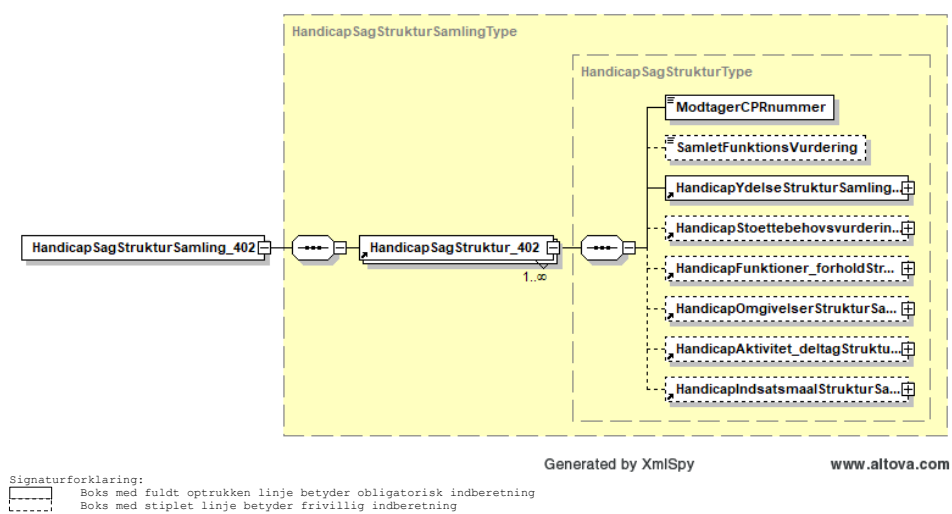 HandicapSagStrukturSamlingType
HandicapSagStrukturType
ModtagerCPRnummer
SamletFunktionsVurdering
HandicapYdelseStrukturSamling...
HandicapStoettebehovsvurderin...
HandicapSagStrukturSamling_402
HandicapSagStruktur_402
1..∞
HandicapFunktioner_forholdStr...
HandicapOmgivelserStrukturSa...
HandicapAktivitet_deltagStruktu...
HandicapIndsatsmaalStrukturSa...
Generated by XmlSpy
www.altova.com
Signaturforklaring:
Boks med fuldt optrukken linje betyder obligatorisk indberetning
Boks med stiplet linje betyder frivillig indberetning